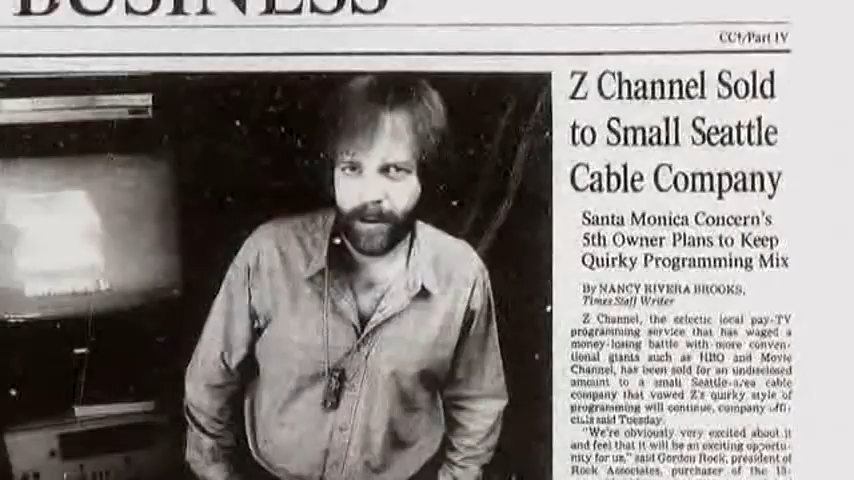 BUSINESS
CCt/Part IV
Z Channel Sold
to Small Seattle
Cable Company
Santa Monica Concern's
5th Owner Plans to Keep
Quirky Programming Mix
By NANCY RIVERA BROOKS,
Times Staff Writer
Z Channel, the eclectic local pay-TV
programming service that has waged a
money-losing battle with more conven-
tional giants such as HBO and Movie
Channel, has been sold for an undisclosed
amount to a small Seattle-area cable
company that vowed Z's quirky style of
programming will continue, company offi-
cials said Tuesday.
"We're obviously very excited about it
and feel that it will be an exciting opportu-
nity for us," said Gordon Rock, president of
Rock Associates, purchaser of the 13-